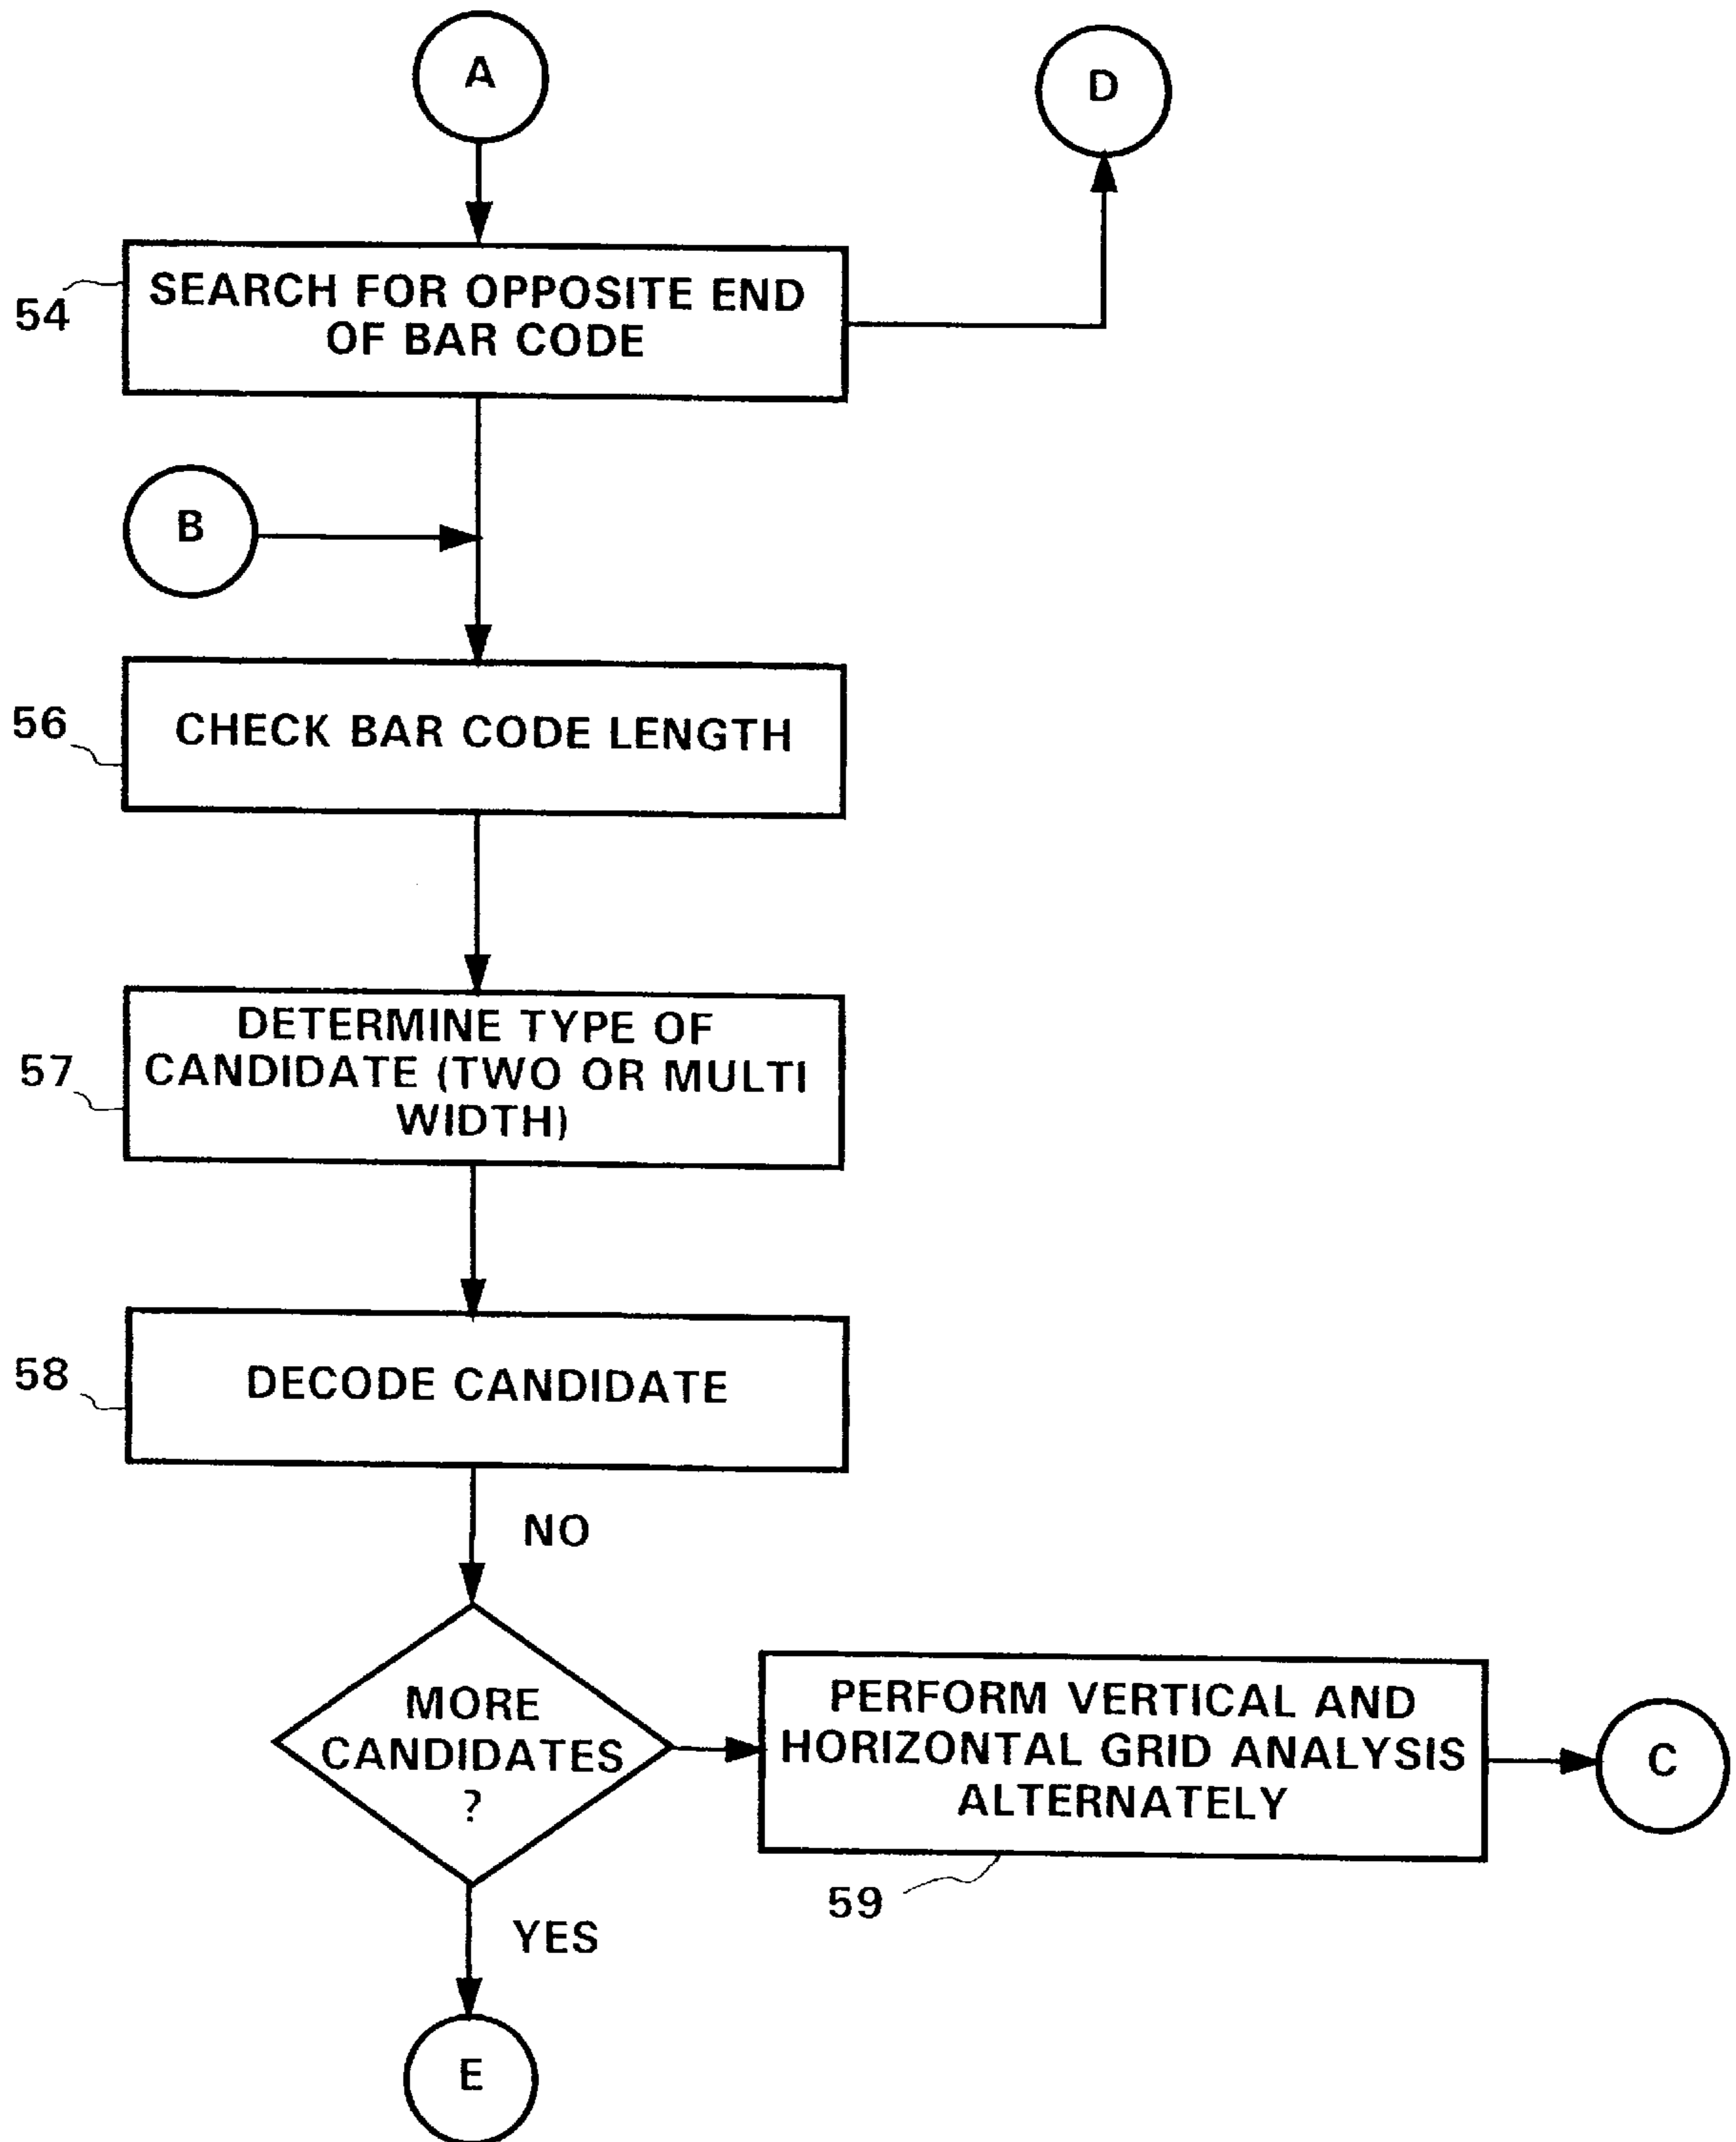 A
D
54
SEARCH FOR OPPOSITE END
OF BAR CODE
B
56
CHECK BAR CODE LENGTH
57
DETERMINE TYPE OF
CANDIDATE (TWO OR MULTI
WIDTH)
58
DECODE CANDIDATE
NO
MORE
CANDIDATES
?
PERFORM VERTICAL AND
HORIZONTAL GRID ANALYSIS
ALTERNATELY
C
59
YES
E